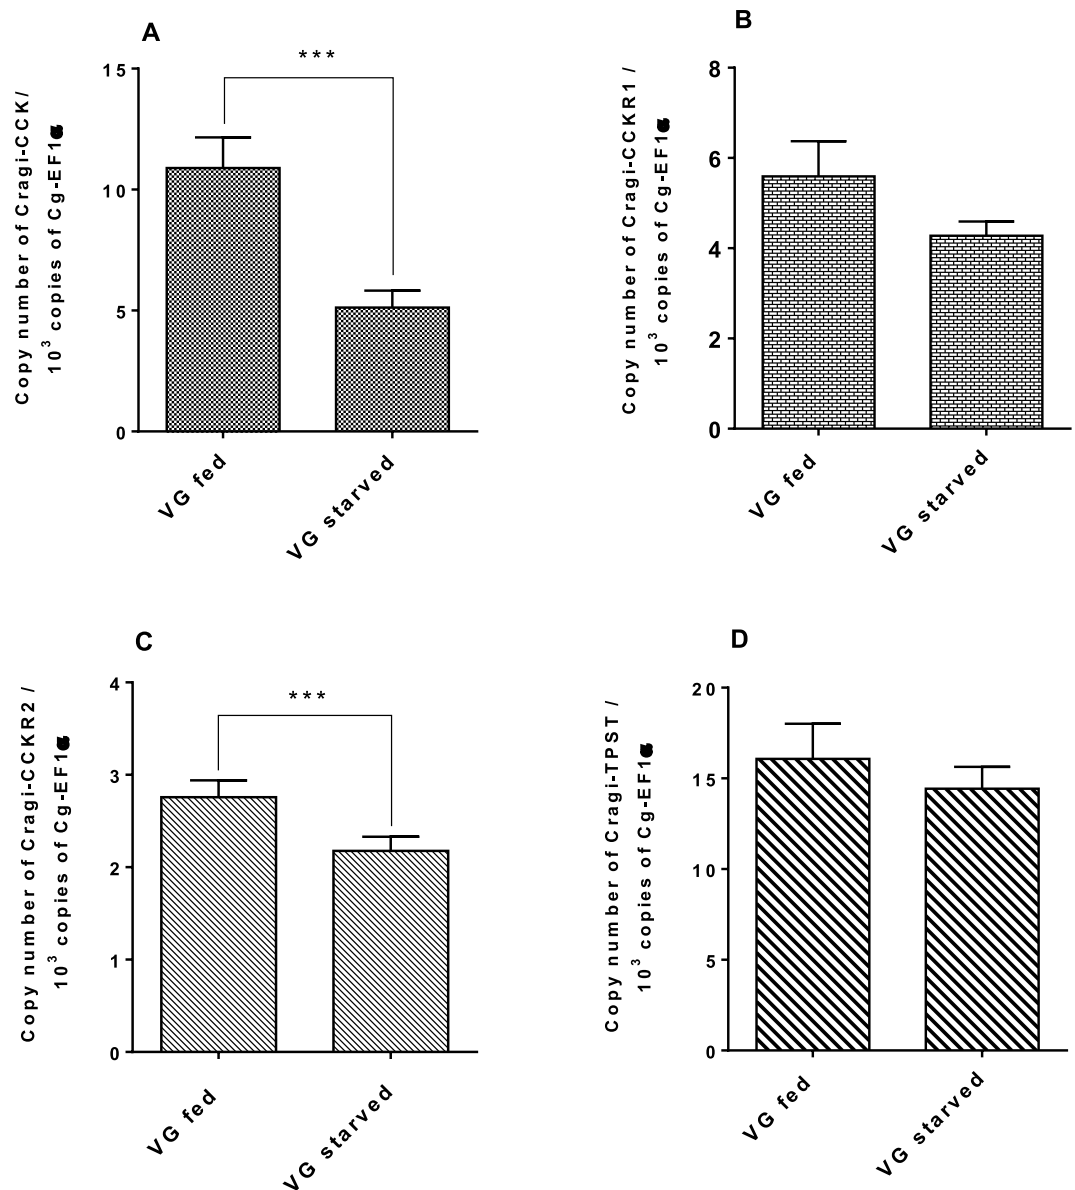 A
Copy number of Cragi-CCK /
10³ copies of Cg-EF1α
15
10
5
0
***
VG fed
VG starved
B
Copy number of Cragi-CCKR1 /
10³ copies of Cg-EF1α
8
6
4
2
0
VG fed
VG starved
C
Copy number of Cragi-CCKR2 /
10³ copies of Cg-EF1α
4
3
2
1
0
***
VG fed
VG starved
D
Copy number of Cragi-TPST /
10³ copies of Cg-EF1α
20
15
10
5
0
VG fed
VG starved